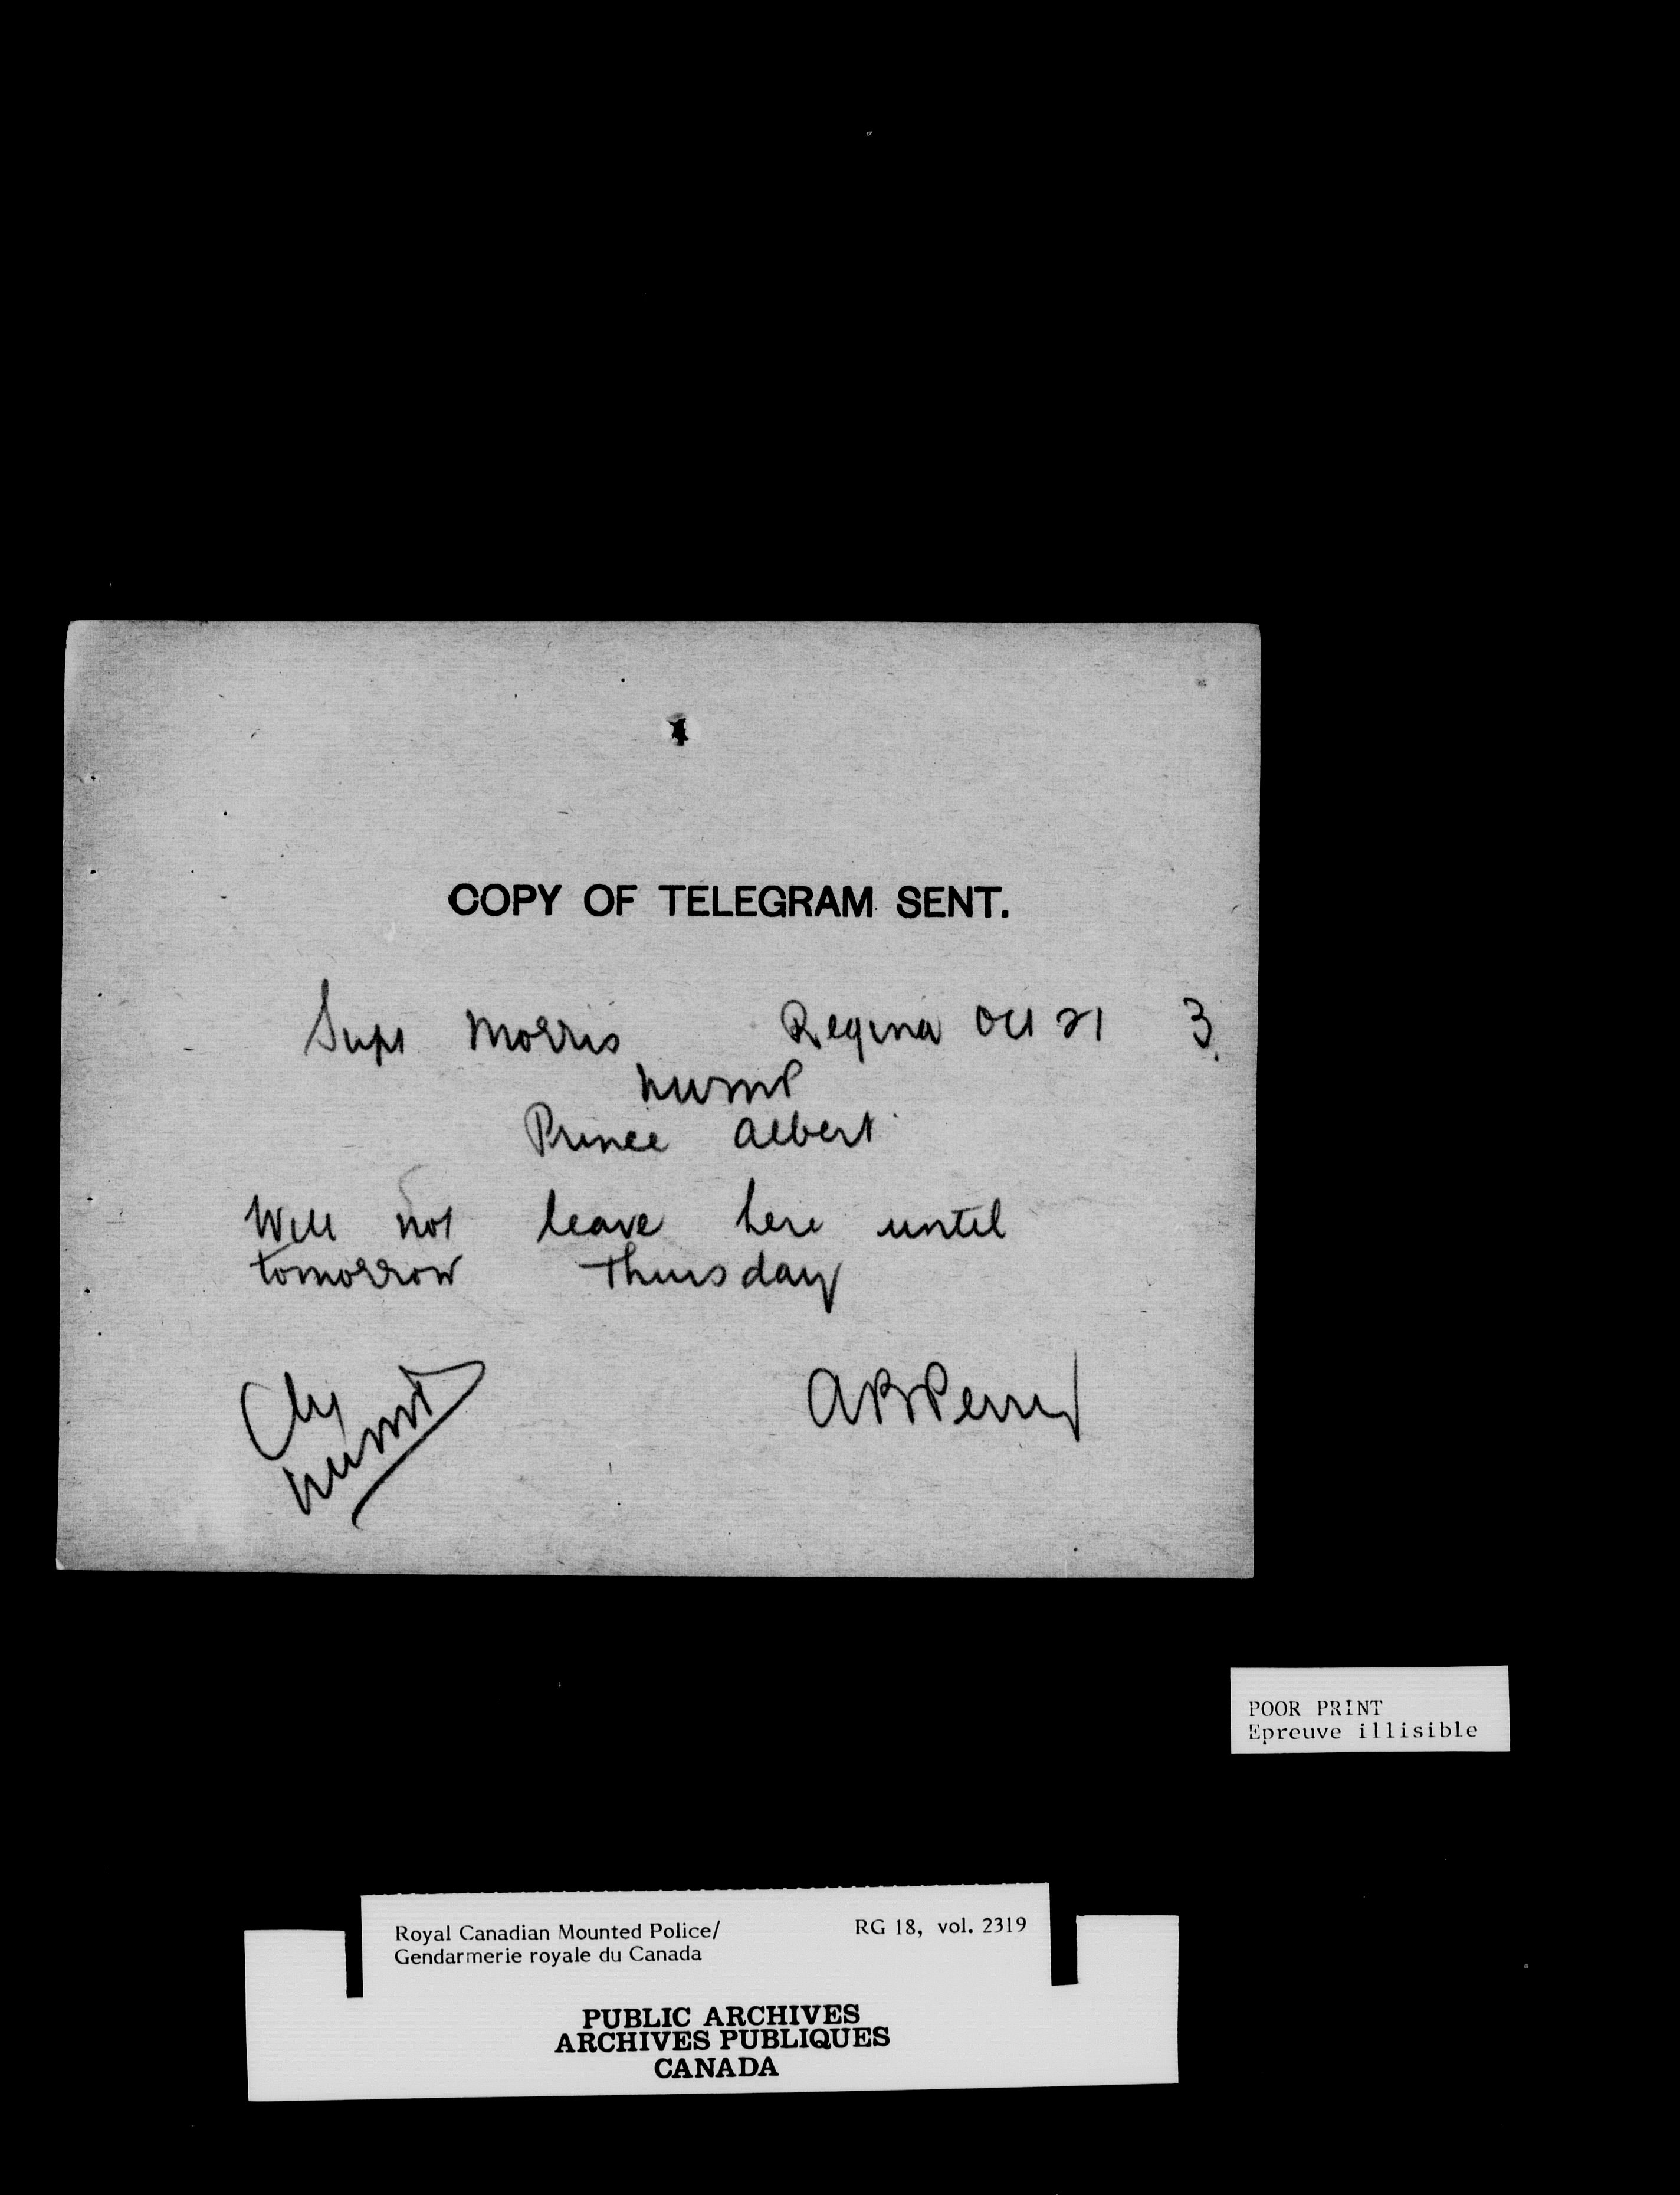 COPY OF TELEGRAM SENT.
Supt Morris Regina Oct 21 3.
NWMP
Prince Albert
Will not leave here until
tomorrow Thursday
ABPerry
Chg
NWMP
POOR PRINT
Epreuve illisible
Royal Canadian Mounted Police/ RG 18, vol. 2319
Gendarmerie royale du Canada
PUBLIC ARCHIVES
ARCHIVES PUBLIQUES
CANADA